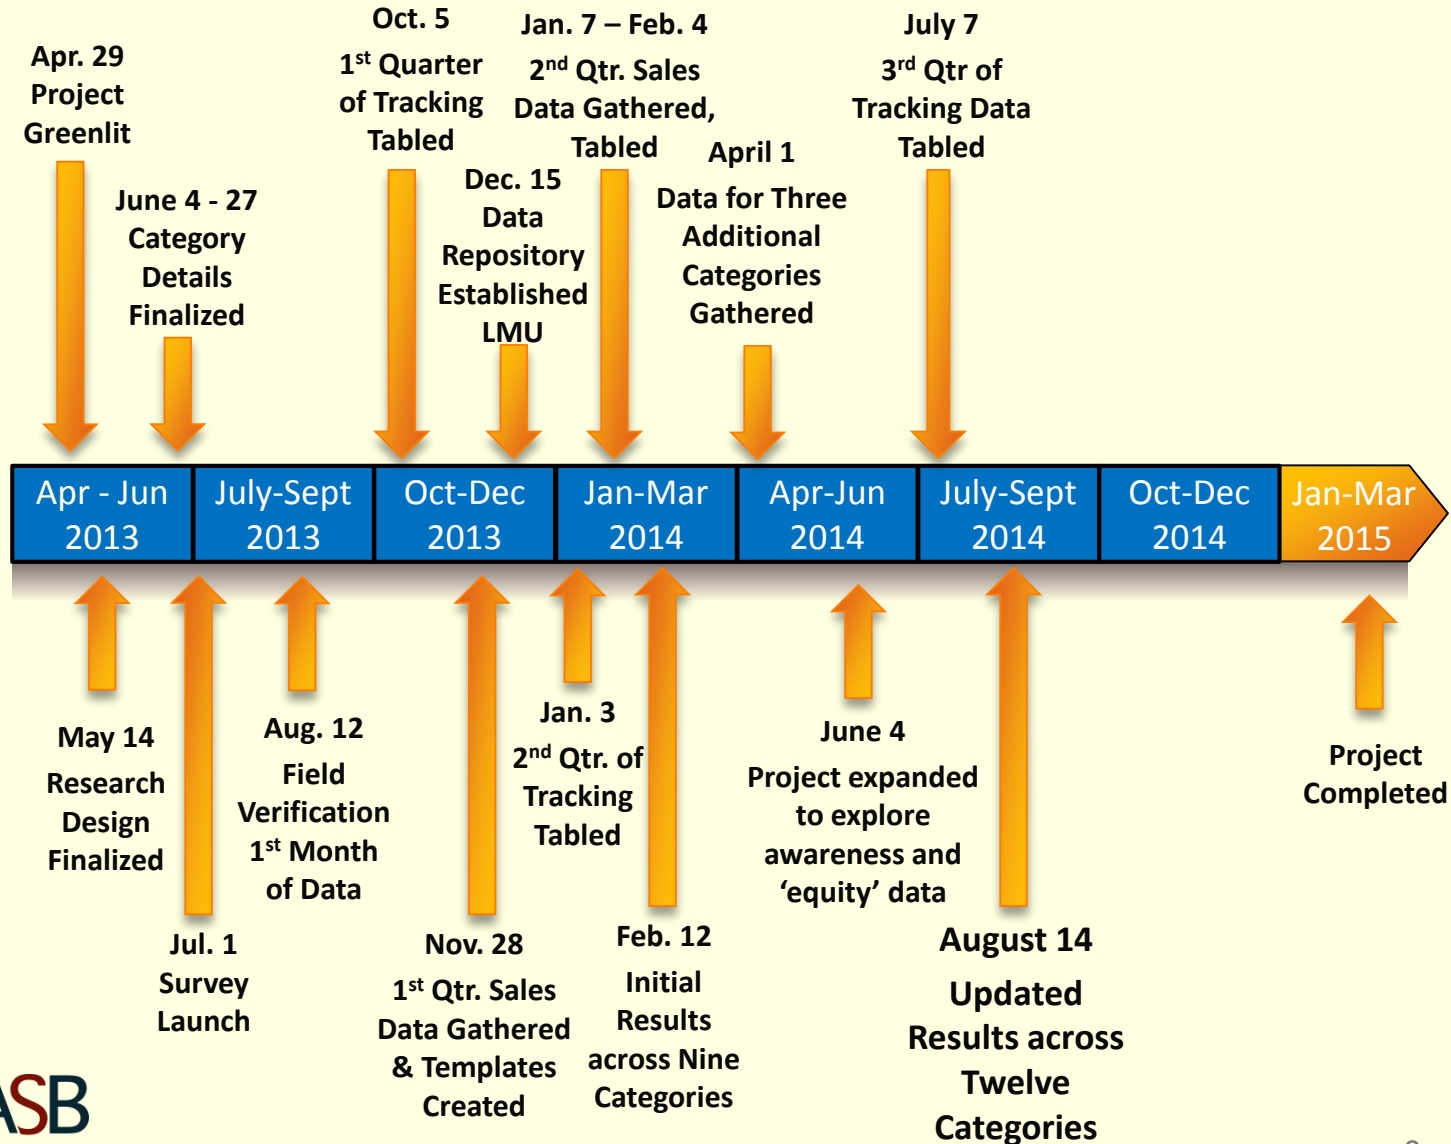 Apr. 29
Project
Greenlit
June 4 - 27
Category
Details
Finalized
Oct. 5
1st Quarter
of Tracking
Tabled
Dec. 15
Data
Repository
Established
LMU
Jan. 7 – Feb. 4
2nd Qtr. Sales
Data Gathered,
Tabled
April 1
Data for Three
Additional
Categories
Gathered
July 7
3rd Qtr of
Tracking Data
Tabled
Apr - Jun
2013
July-Sept
2013
Oct-Dec
2013
Jan-Mar
2014
Apr-Jun
2014
July-Sept
2014
Oct-Dec
2014
Jan-Mar
2015
May 14
Research
Design
Finalized
Jul. 1
Survey
Launch
Aug. 12
Field
Verification
1st Month
of Data
Nov. 28
1st Qtr. Sales
Data Gathered
& Templates
Created
Jan. 3
2nd Qtr. of
Tracking
Tabled
Feb. 12
Initial
Results
across Nine
Categories
June 4
Project expanded
to explore
awareness and
‘equity’ data
August 14
Updated
Results across
Twelve
Categories
Project
Completed
ASB